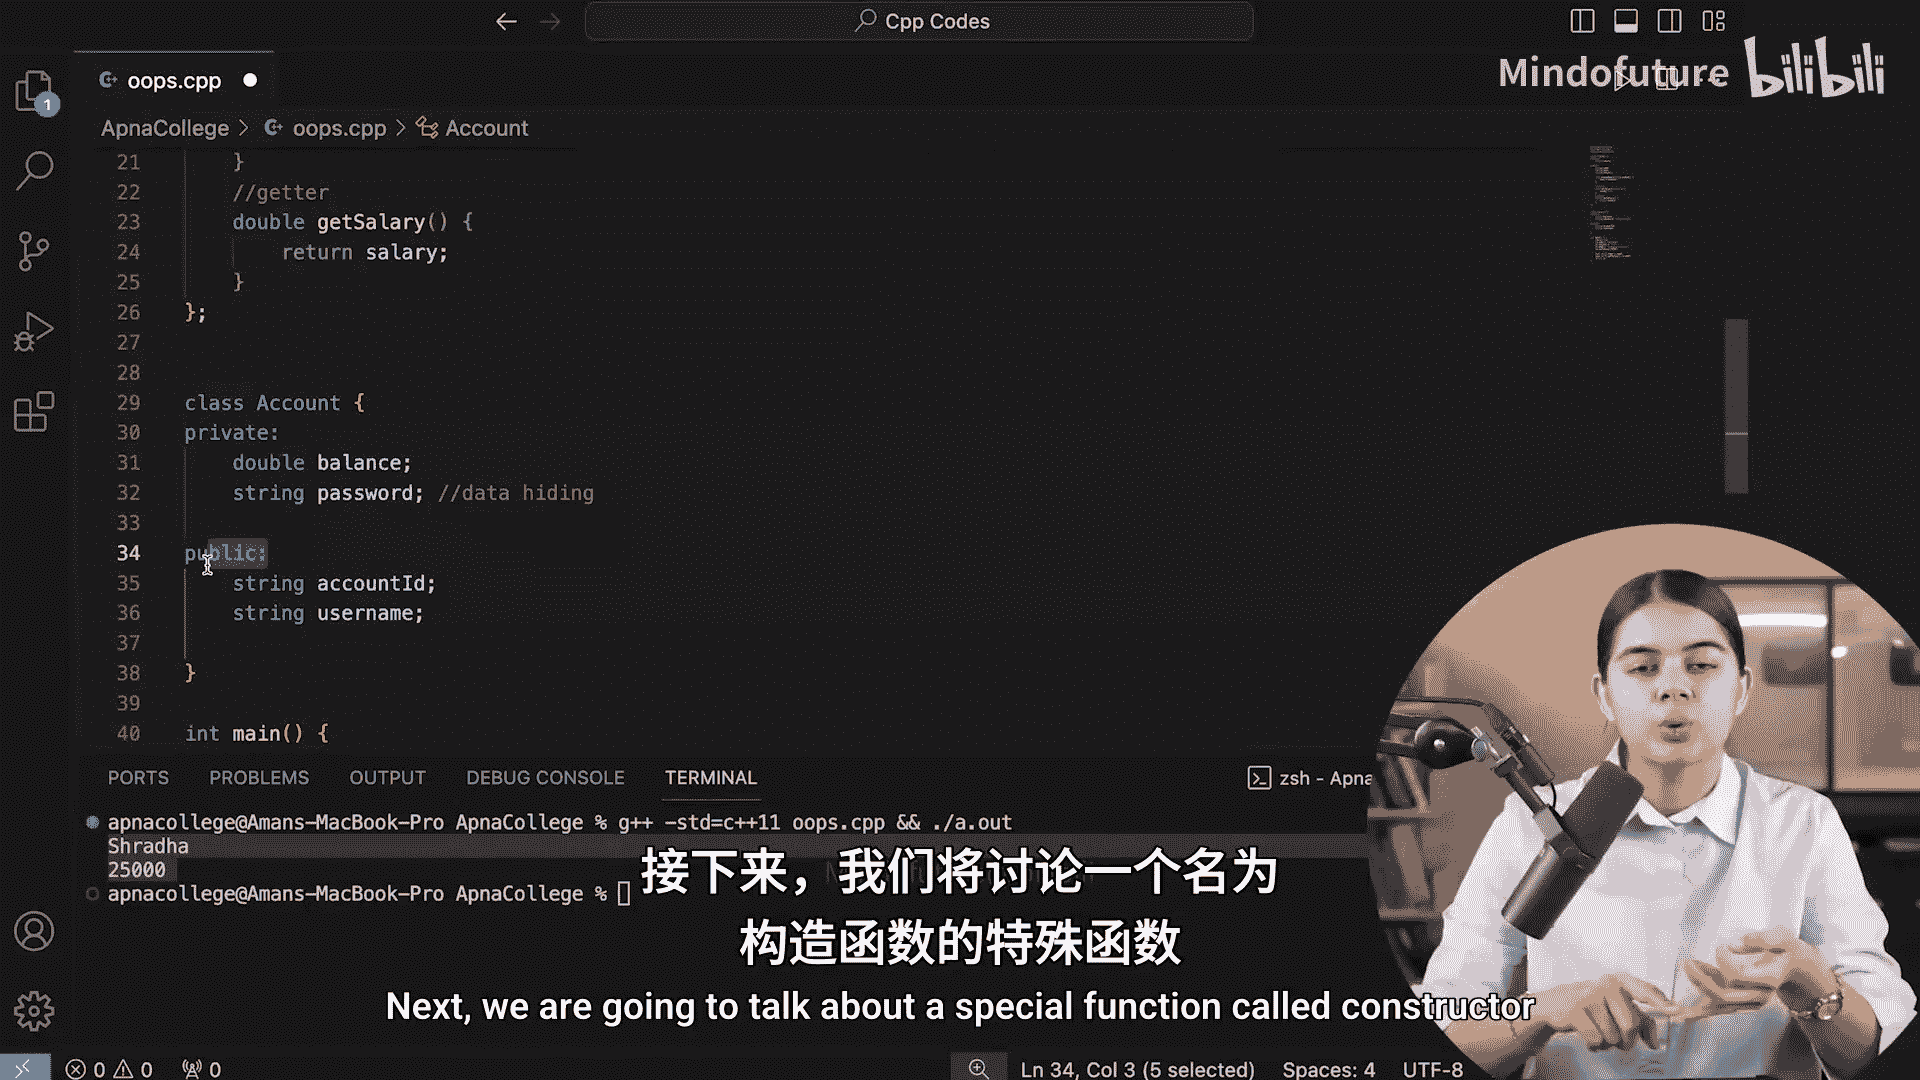 Cpp Codes
Mindofuture bilibili
1
oops.cpp
ApnaCollege > oops.cpp > Account
21 }
22 //getter
23 double getSalary() {
24 return salary;
25 }
26 };
27
28
29 class Account {
30 private:
31 double balance;
32 string password; //data hiding
33
34 public:
35 string accountId;
36 string username;
37
38 }
39
40 int main() {
PORTS PROBLEMS OUTPUT DEBUG CONSOLE TERMINAL zsh - Apna
apnacollege@Amans-MacBook-Pro ApnaCollege % g++ -std=c++11 oops.cpp && ./a.out
Shradha
25000
apnacollege@Amans-MacBook-Pro ApnaCollege %
接下来，我们将讨论一个名为
构造函数的特殊函数
Next, we are going to talk about a special function called constructor
0 0 0 Ln 34, Col 3 (5 selected) Spaces: 4 UTF-8